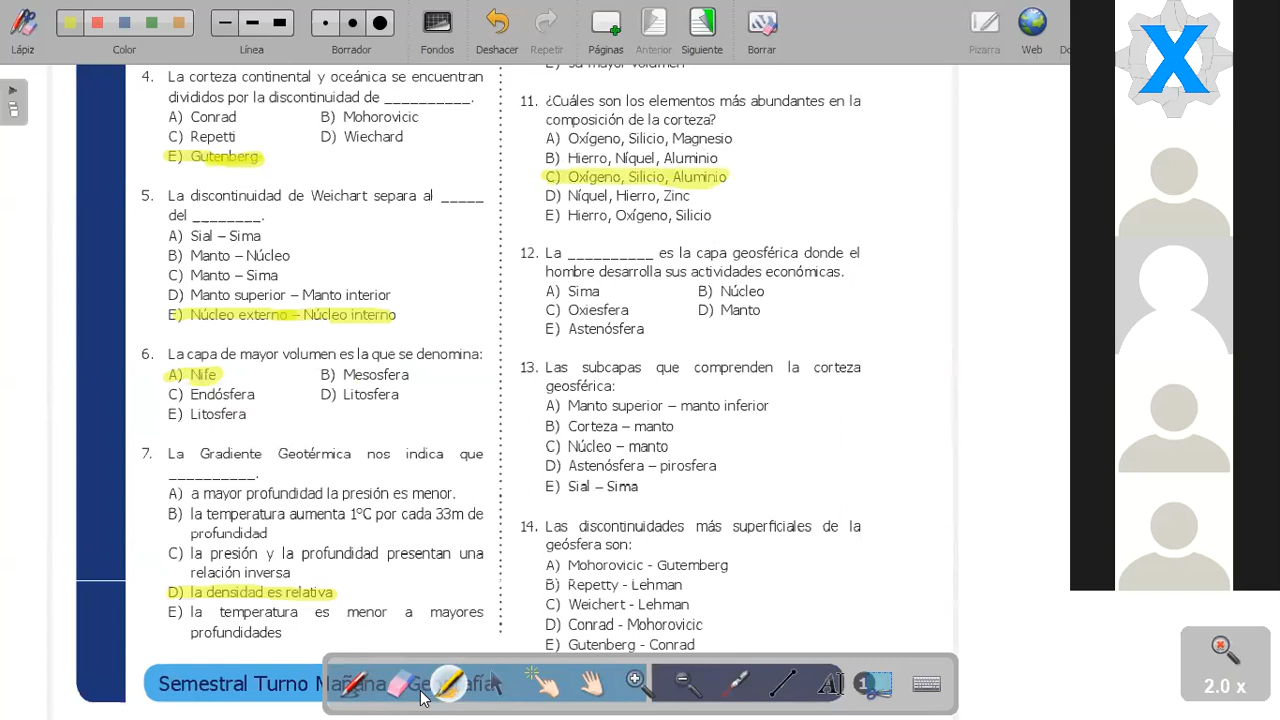 Lápiz
Color
Línea
Borrador
Fondos
Deshacer
Repetir
Páginas
Anterior
Siguiente
Borrar
Pizarra
Web
4. La corteza continental y oceánica se encuentran
divididos por la discontinuidad de __________.
A) Conrad B) Mohorovicic
C) Repetti D) Wiechard
E) Gutenberg
5. La discontinuidad de Weichart separa al _____
del ________.
A) Sial – Sima
B) Manto – Núcleo
C) Manto – Sima
D) Manto superior – Manto interior
E) Núcleo externo – Núcleo interno
6. La capa de mayor volumen es la que se denomina:
A) Nife B) Mesosfera
C) Endósfera D) Litosfera
E) Litosfera
7. La Gradiente Geotérmica nos indica que
__________.
A) a mayor profundidad la presión es menor.
B) la temperatura aumenta 1°C por cada 33m de
profundidad
C) la presión y la profundidad presentan una
relación inversa
D) la densidad es relativa
E) la temperatura es menor a mayores
profundidades
E) su mayor volumen
11. ¿Cuáles son los elementos más abundantes en la
composición de la corteza?
A) Oxígeno, Silicio, Magnesio
B) Hierro, Níquel, Aluminio
C) Oxígeno, Silicio, Aluminio
D) Níquel, Hierro, Zinc
E) Hierro, Oxígeno, Silicio
12. La __________ es la capa geosférica donde el
hombre desarrolla sus actividades económicas.
A) Sima B) Núcleo
C) Oxiesfera D) Manto
E) Astenósfera
13. Las subcapas que comprenden la corteza
geosférica:
A) Manto superior – manto inferior
B) Corteza – manto
C) Núcleo – manto
D) Astenósfera – pirosfera
E) Sial – Sima
14. Las discontinuidades más superficiales de la
geósfera son:
A) Mohorovicic - Gutemberg
B) Repetty - Lehman
C) Weichert - Lehman
D) Conrad - Mohorovicic
E) Gutenberg - Conrad
Semestral Turno Mañana Geografía
X
2.0 x